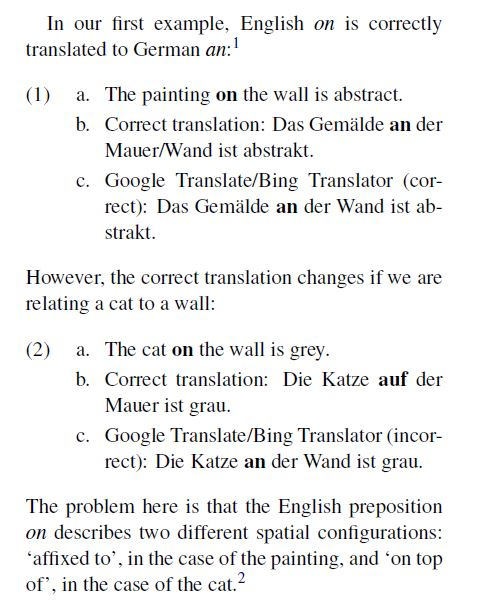 In our first example, English on is correctly
translated to German an:1
(1) a. The painting on the wall is abstract.
b. Correct translation: Das Gemälde an der
Mauer/Wand ist abstrakt.
c. Google Translate/Bing Translator (cor-
rect): Das Gemälde an der Wand ist ab-
strakt.
However, the correct translation changes if we are
relating a cat to a wall:
(2) a. The cat on the wall is grey.
b. Correct translation: Die Katze auf der
Mauer ist grau.
c. Google Translate/Bing Translator (incor-
rect): Die Katze an der Wand ist grau.
The problem here is that the English preposition
on describes two different spatial configurations:
‘affixed to’, in the case of the painting, and ‘on top
of’, in the case of the cat.2